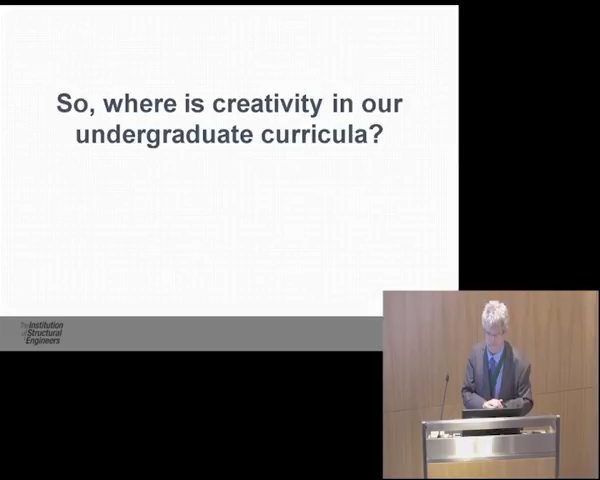 So, where is creativity in our
undergraduate curricula?
The Institution
of Structural
Engineers